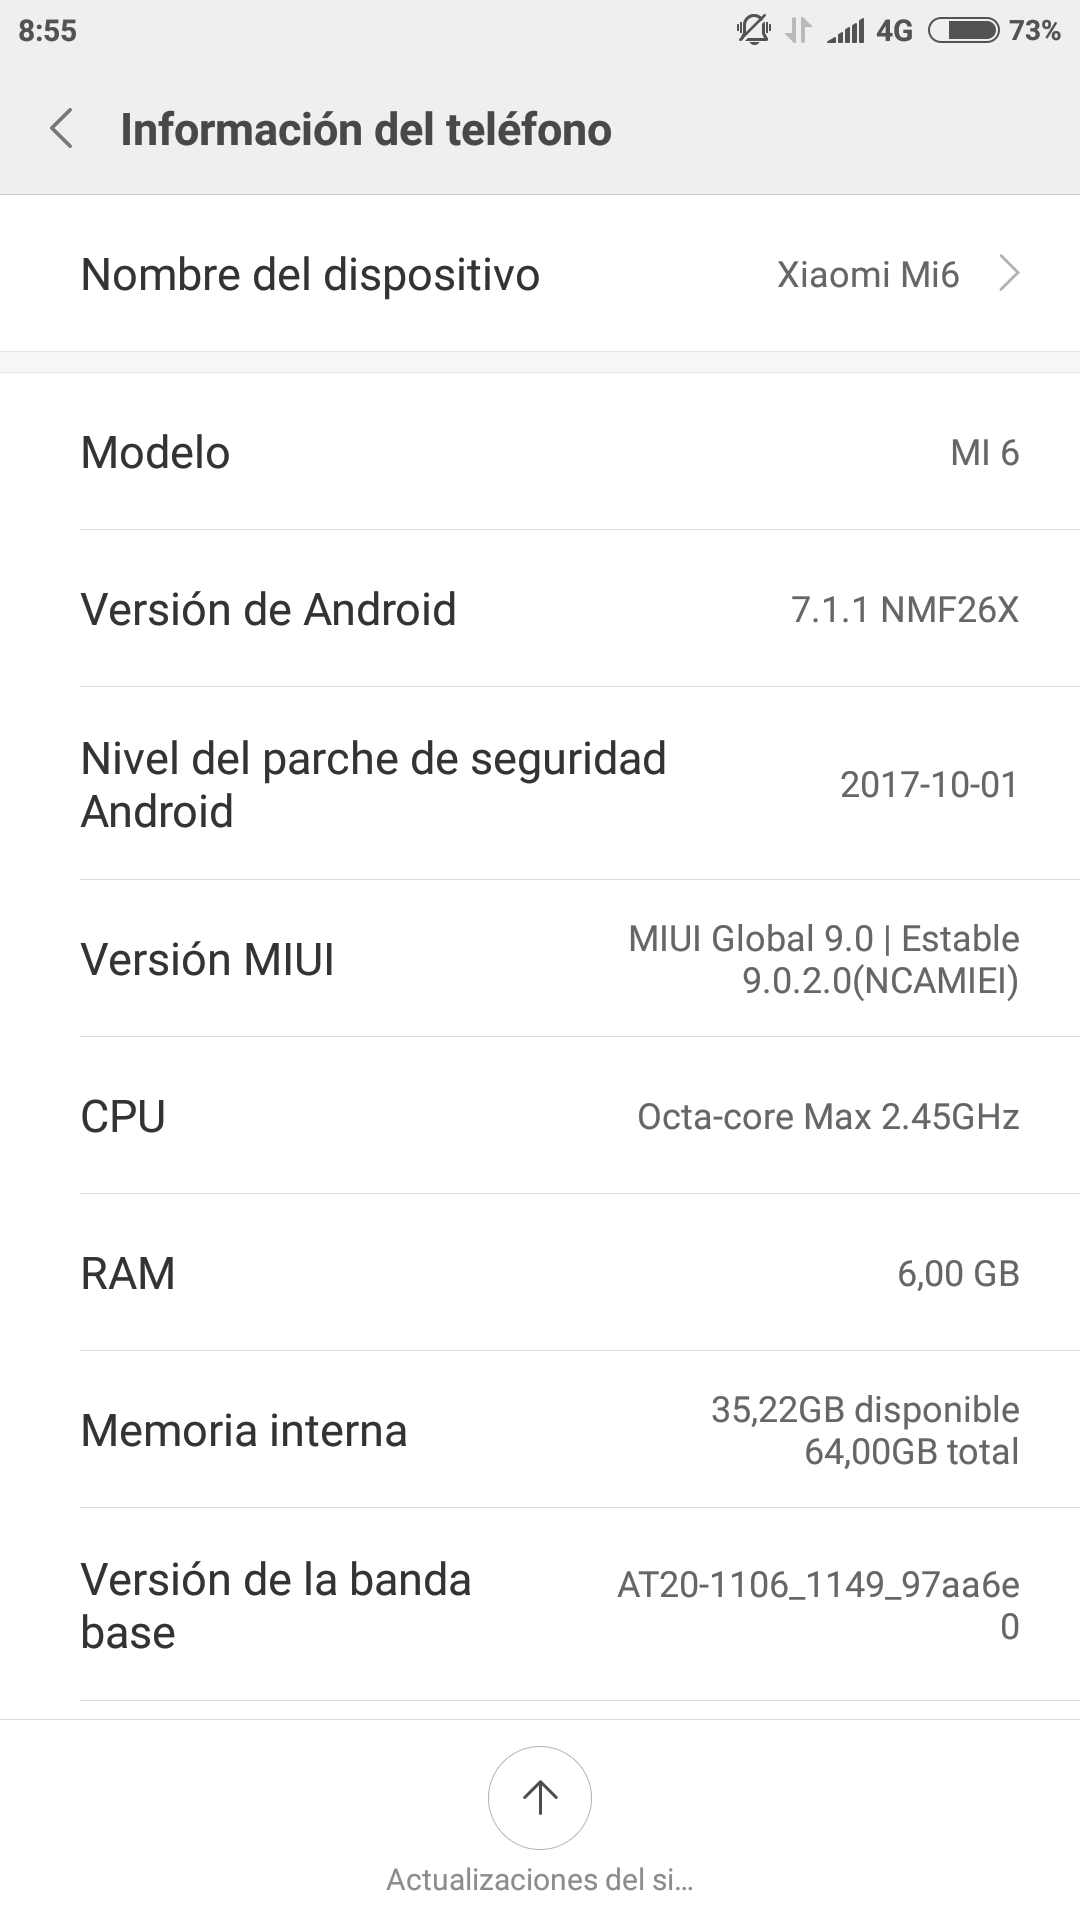 8:55
4G 73%
Información del teléfono
Nombre del dispositivo
Xiaomi Mi6
Modelo
MI 6
Versión de Android
7.1.1 NMF26X
Nivel del parche de seguridad
Android
2017-10-01
Versión MIUI
MIUI Global 9.0 | Estable
9.0.2.0(NCAMIEI)
CPU
Octa-core Max 2.45GHz
RAM
6,00 GB
Memoria interna
35,22GB disponible
64,00GB total
Versión de la banda
base
AT20-1106_1149_97aa6e
0
Actualizaciones del si...